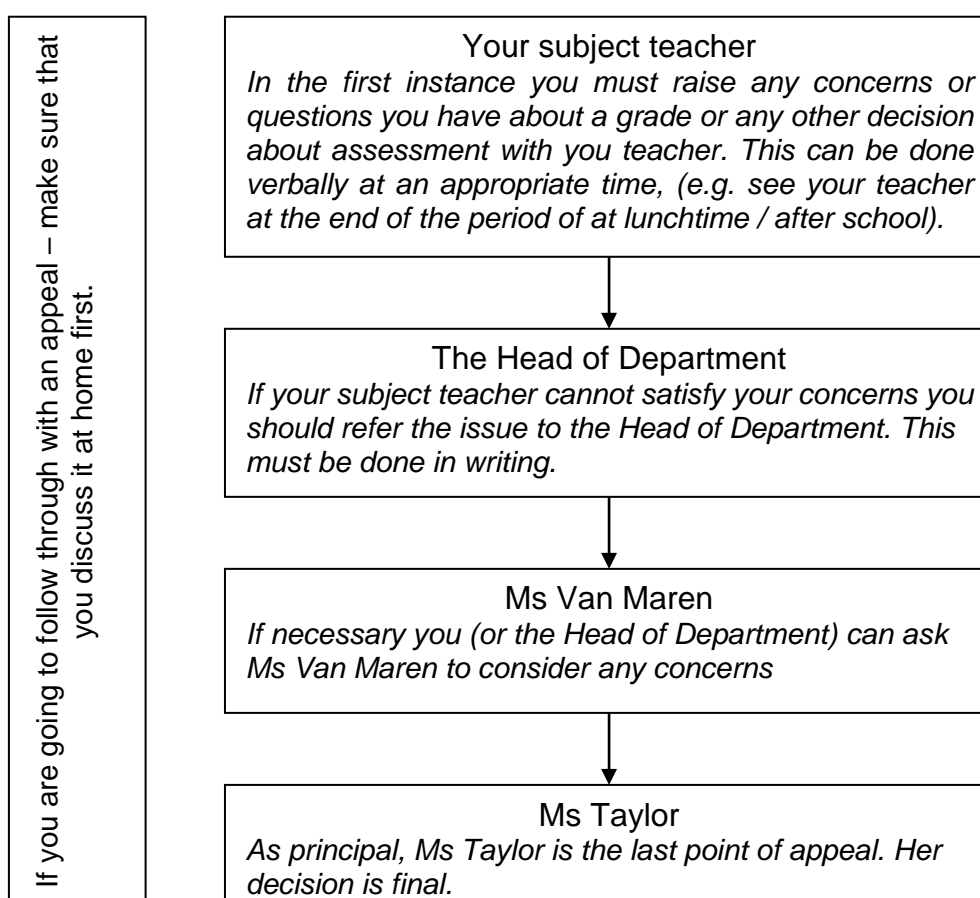 If you are going to follow through with an appeal – make sure that
you discuss it at home first.
Your subject teacher
In the first instance you must raise any concerns or
questions you have about a grade or any other decision
about assessment with you teacher. This can be done
verbally at an appropriate time, (e.g. see your teacher
at the end of the period of at lunchtime / after school).
The Head of Department
If your subject teacher cannot satisfy your concerns you
should refer the issue to the Head of Department. This
must be done in writing.
Ms Van Maren
If necessary you (or the Head of Department) can ask
Ms Van Maren to consider any concerns
Ms Taylor
As principal, Ms Taylor is the last point of appeal. Her
decision is final.